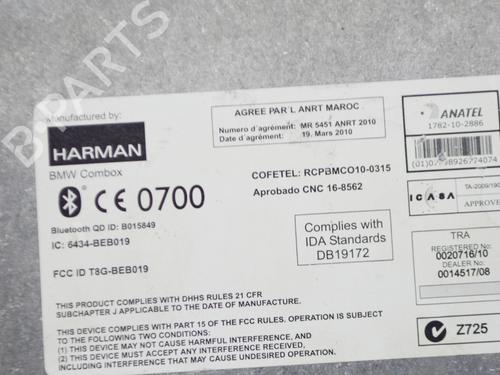 B-PARTS
Manufactured by:
HARMAN
BMW Combox
CE 0700
Bluetooth QD ID: B015849
IC: 6434-BEB019
FCC ID T8G-BEB019
THIS PRODUCT COMPLIES WITH DHHS RULES 21 CFR
SUBCHAPTER J APPLICABLE TO THE DATE OF MANUFACTURE.
THIS DEVICE COMPLIES WITH PART 15 OF THE FCC RULES. OPERATION IS SUBJECT
TO THE FOLLOWING TWO CONDITIONS:
(1) THIS DEVICE MAY NOT CAUSE HARMFUL INTERFERENCE, AND
(2) THIS DEVICE MUST ACCEPT ANY INTERFERENCE RECEIVED, INCLUDING
INTERFERENCE THAT MAY CAUSE UNDESIRED OPERATION.
AGREE PAR L ANRT MAROC
Numero d'agrément: MR 5451 ANRT 2010
Date d'agrément: 19. Mars 2010
COFETEL: RCPBMCO10-0315
Aprobado CNC 16-8562
Complies with
IDA Standards
DB19172
ANATEL
1782-10-2886
(01)07898926774074
ICASA
APPROVE
TRA
REGISTERED No
0020716/10
DEALER No
0014517/08
Z725